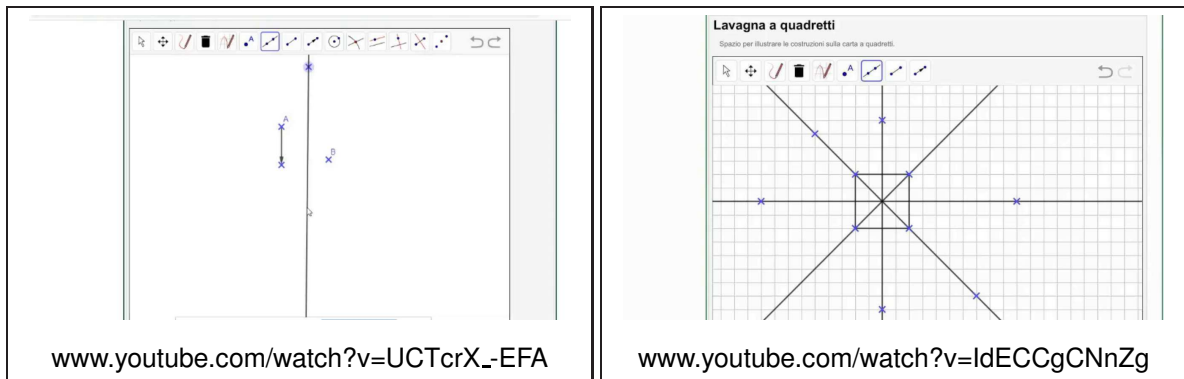 A
B
www.youtube.com/watch?v=UCTcrX_-EFA
Lavagna a quadretti
Spazio per illustrare le costruzioni sulla carta a quadretti.
A
www.youtube.com/watch?v=IdECCgCNnZg